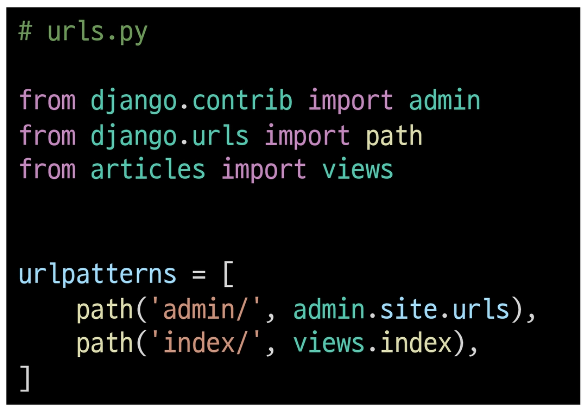 # urls.py
from django.contrib import admin
from django.urls import path
from articles import views
urlpatterns = [
    path('admin/', admin.site.urls),
    path('index/', views.index),
]